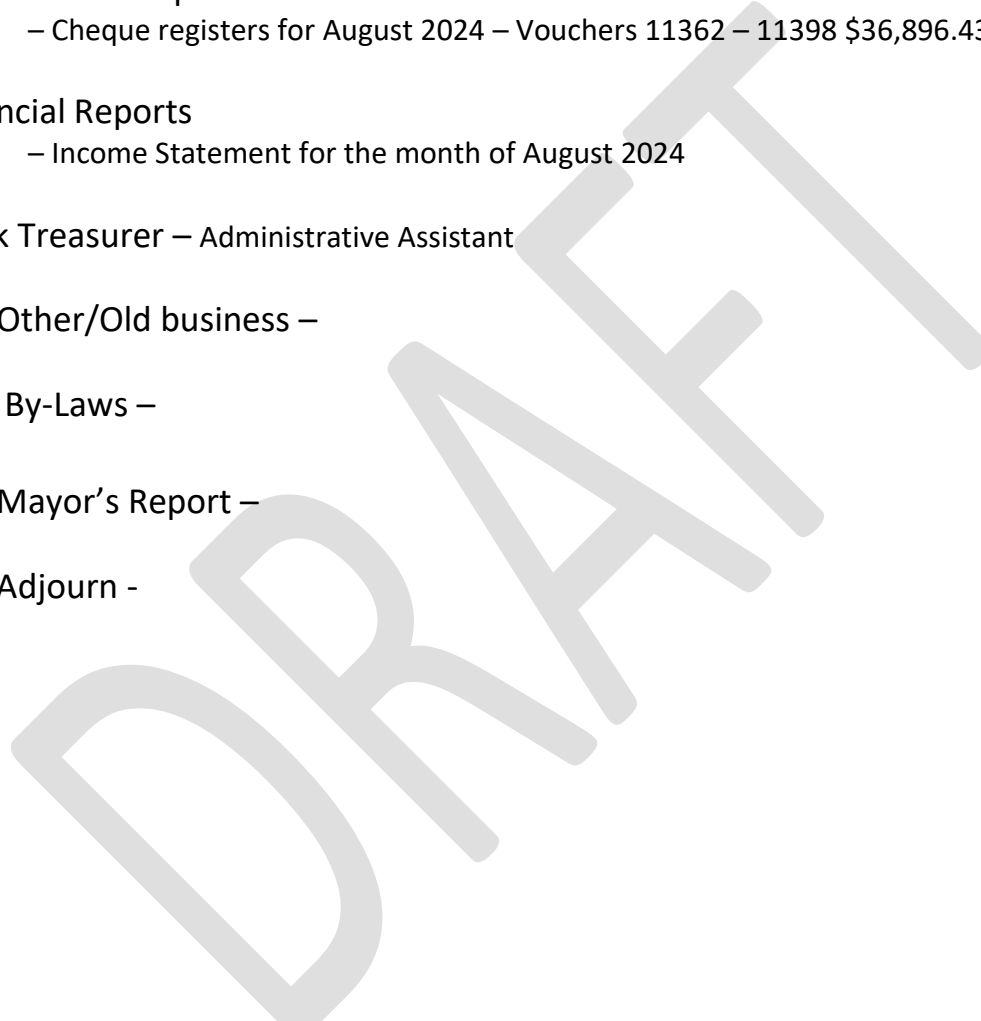 – Cheque registers for August 2024 – Vouchers 11362 – 11398 $36,896.43
ncial Reports
– Income Statement for the month of August 2024
k Treasurer – Administrative Assistant
Other/Old business –
By-Laws –
Mayor’s Report –
Adjourn -
DRAFT